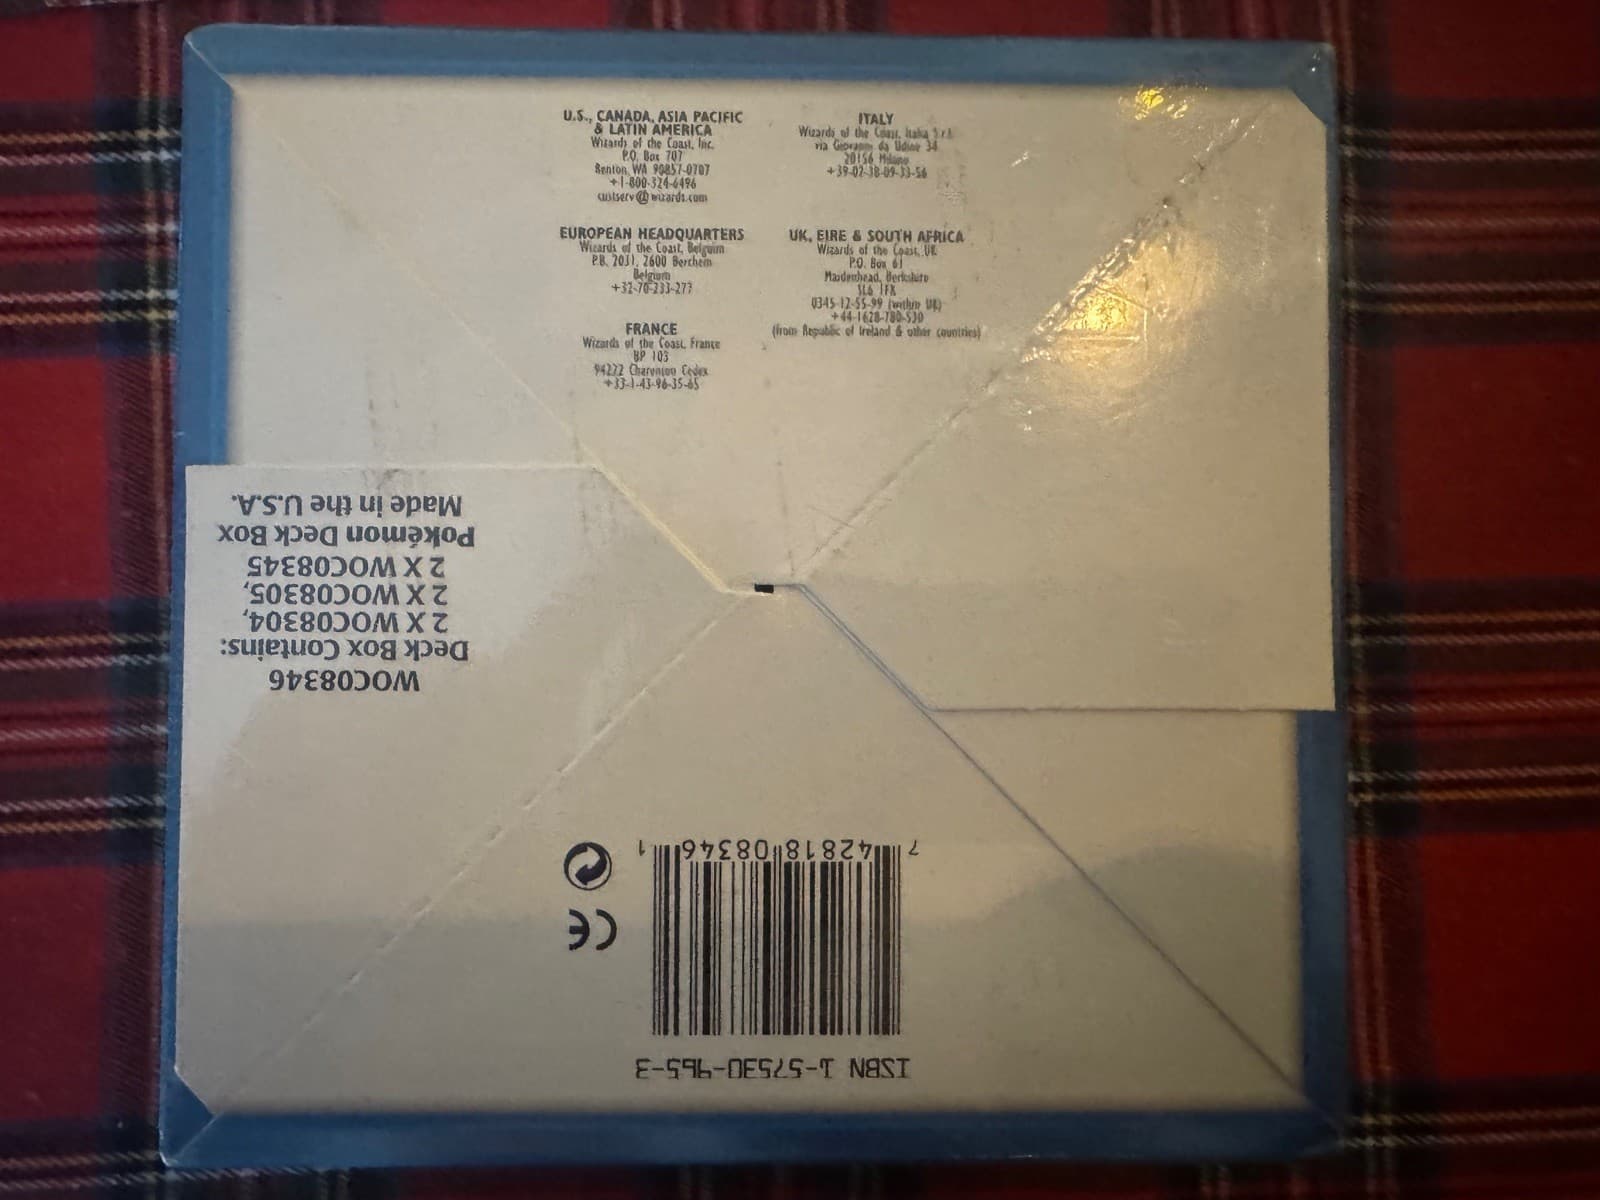 U.S., CANADA, ASIA PACIFIC
& LATIN AMERICA
Wizards of the Coast, Inc.
P.O. Box 707
Renton WA 98057-0707
+1-800-324-6496
custserv@wizards.com
EUROPEAN HEADQUARTERS
Wizards of the Coast, Belguim
P.B. 2031, 2600 Berchem
Belgium
+32-70-233-277
FRANCE
Wizards of the Coast, France
BP 103
94222 Charenton Cedex
+33-1-43-96-35-65
ITALY
Wizards of the Coast, Italia S.r.l.
via Giovanni da Udine 34
20156 Milano
+39-02-38-09-33-56
UK, EIRE & SOUTH AFRICA
Wizards of the Coast, UK
P.O. Box 61
Maidenhead, Berkshire
SL6 1FX
0345-12-55-99 (within UK)
+44-1628-780-530
(from Republic of Ireland & other countries)
WOC08346
Deck Box Contains:
2 X WOC08304,
2 X WOC08305,
2 X WOC08345
Pokémon Deck Box
Made in the U.S.A.
ISBN 1-57530-965-3
7 42818 08346 1
CE